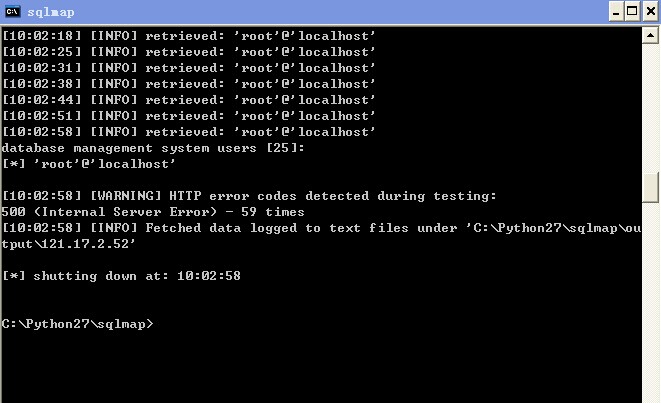 sqlmap
[10:02:18] [INFO] retrieved: 'root'@'localhost'
[10:02:25] [INFO] retrieved: 'root'@'localhost'
[10:02:31] [INFO] retrieved: 'root'@'localhost'
[10:02:38] [INFO] retrieved: 'root'@'localhost'
[10:02:44] [INFO] retrieved: 'root'@'localhost'
[10:02:51] [INFO] retrieved: 'root'@'localhost'
[10:02:58] [INFO] retrieved: 'root'@'localhost'
database management system users [25]:
[*] 'root'@'localhost'
[10:02:58] [WARNING] HTTP error codes detected during testing:
500 (Internal Server Error) - 59 times
[10:02:58] [INFO] Fetched data logged to text files under 'C:\Python27\sqlmap\ou
tput\121.17.2.52'
[*] shutting down at: 10:02:58
C:\Python27\sqlmap>